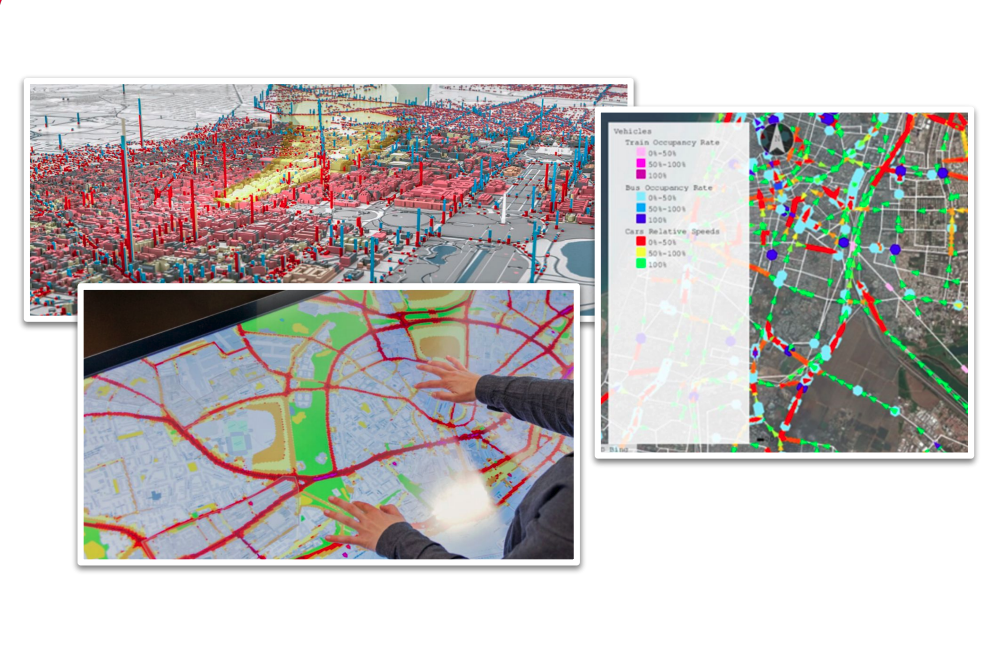 Vehicles
Train Occupancy Rate
0%-50%
50%-100%
100%
Bus Occupancy Rate
0%-50%
50%-100%
100%
Cars Relative Speeds
0%-50%
50%-100%
100%